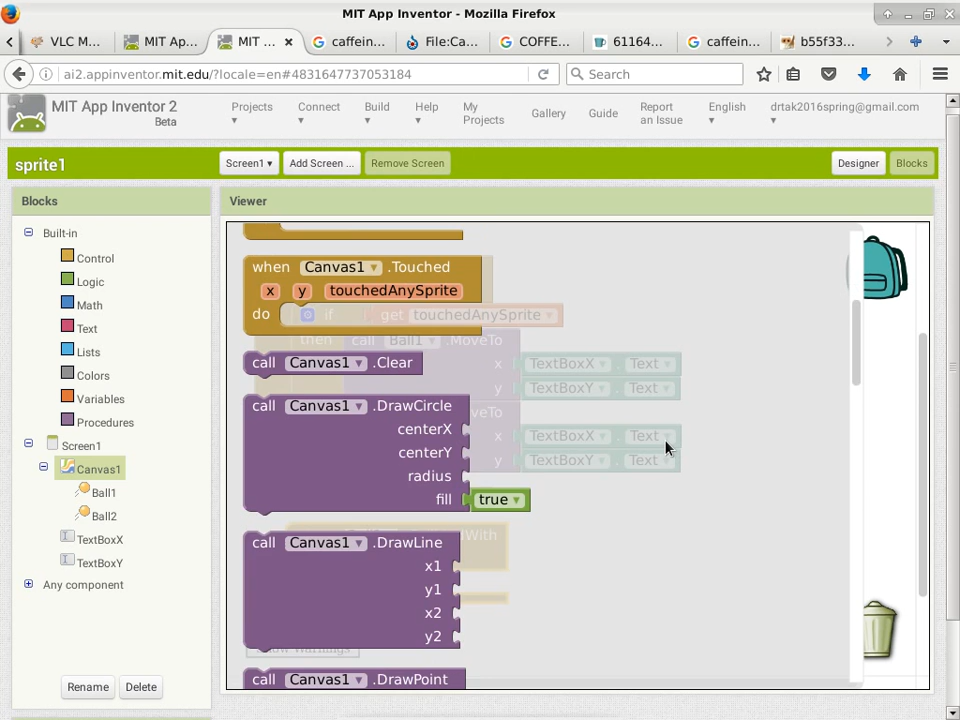 MIT App Inventor - Mozilla Firefox
VLC M... MIT Ap... MIT ... caffein... File:Ca... COFFE... 61164... caffein... b55f33...
ai2.appinventor.mit.edu/?locale=en#4831647737053184 Search
MIT App Inventor 2
Beta
Projects Connect Build Help My Projects Gallery Guide Report an Issue English drtak2016spring@gmail.com
sprite1 Screen1 Add Screen ... Remove Screen Designer Blocks
Blocks
Built-in
Control
Logic
Math
Text
Lists
Colors
Variables
Procedures
Screen1
Canvas1
Ball1
Ball2
TextBoxX
TextBoxY
Any component
Rename Delete
Viewer
when Canvas1 .Touched
x y touchedAnySprite
do if get touchedAnySprite
then call Ball1 .MoveTo
call Canvas1 .Clear
x TextBoxX . Text
y TextBoxY . Text
call Canvas1 .DrawCircle
veTo
centerX x TextBoxX . Text
centerY y TextBoxY . Text
radius
fill true
With
call Canvas1 .DrawLine
x1
y1
x2
y2
Show Warnings
call Canvas1 .DrawPoint